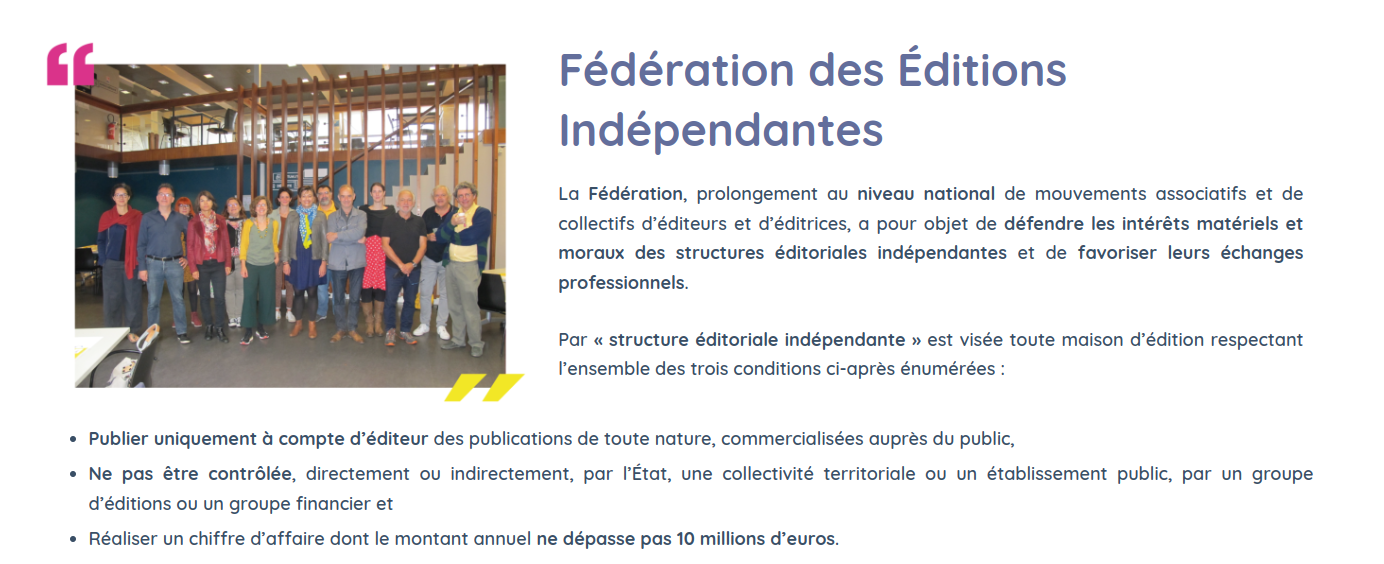 Fédération des Éditions
Indépendantes
La Fédération, prolongement au niveau national de mouvements associatifs et de
collectifs d’éditeurs et d’éditrices, a pour objet de défendre les intérêts matériels et
moraux des structures éditoriales indépendantes et de favoriser leurs échanges
professionnels.
Par « structure éditoriale indépendante » est visée toute maison d’édition respectant
l’ensemble des trois conditions ci-après énumérées :
• Publier uniquement à compte d’éditeur des publications de toute nature, commercialisées auprès du public,
• Ne pas être contrôlée, directement ou indirectement, par l’État, une collectivité territoriale ou un établissement public, par un groupe
d’éditions ou un groupe financier et
• Réaliser un chiffre d’affaire dont le montant annuel ne dépasse pas 10 millions d’euros.